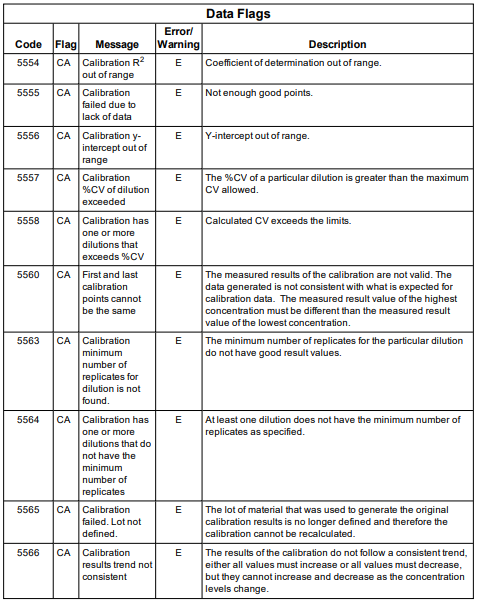 Data Flags
Code Flag Message Error/ Warning Description
5554 CA Calibration R² E Coefficient of determination out of range.
out of range
5555 CA Calibration E Not enough good points.
failed due to
lack of data
5556 CA Calibration y- E Y-intercept out of range.
intercept out of
range
5557 CA Calibration E The %CV of a particular dilution is greater than the maximum
%CV of dilution CV allowed.
exceeded
5558 CA Calibration has E Calculated CV exceeds the limits.
one or more
dilutions that
exceeds %CV
5560 CA First and last E The measured results of the calibration are not valid. The
calibration data generated is not consistent with what is expected for
points cannot calibration data. The measured result value of the highest
be the same concentration must be different than the measured result
value of the lowest concentration.
5563 CA Calibration E The minimum number of replicates for the particular dilution
minimum do not have good result values.
number of
replicates for
dilution is not
found.
5564 CA Calibration has E At least one dilution does not have the minimum number of
one or more replicates as specified.
dilutions that do
not have the
minimum
number of
replicates
5565 CA Calibration E The lot of material that was used to generate the original
failed. Lot not calibration results is no longer defined and therefore the
defined. calibration cannot be recalculated.
5566 CA Calibration E The results of the calibration do not follow a consistent trend,
results trend not either all values must increase or all values must decrease,
consistent but they cannot increase and decrease as the concentration
levels change.